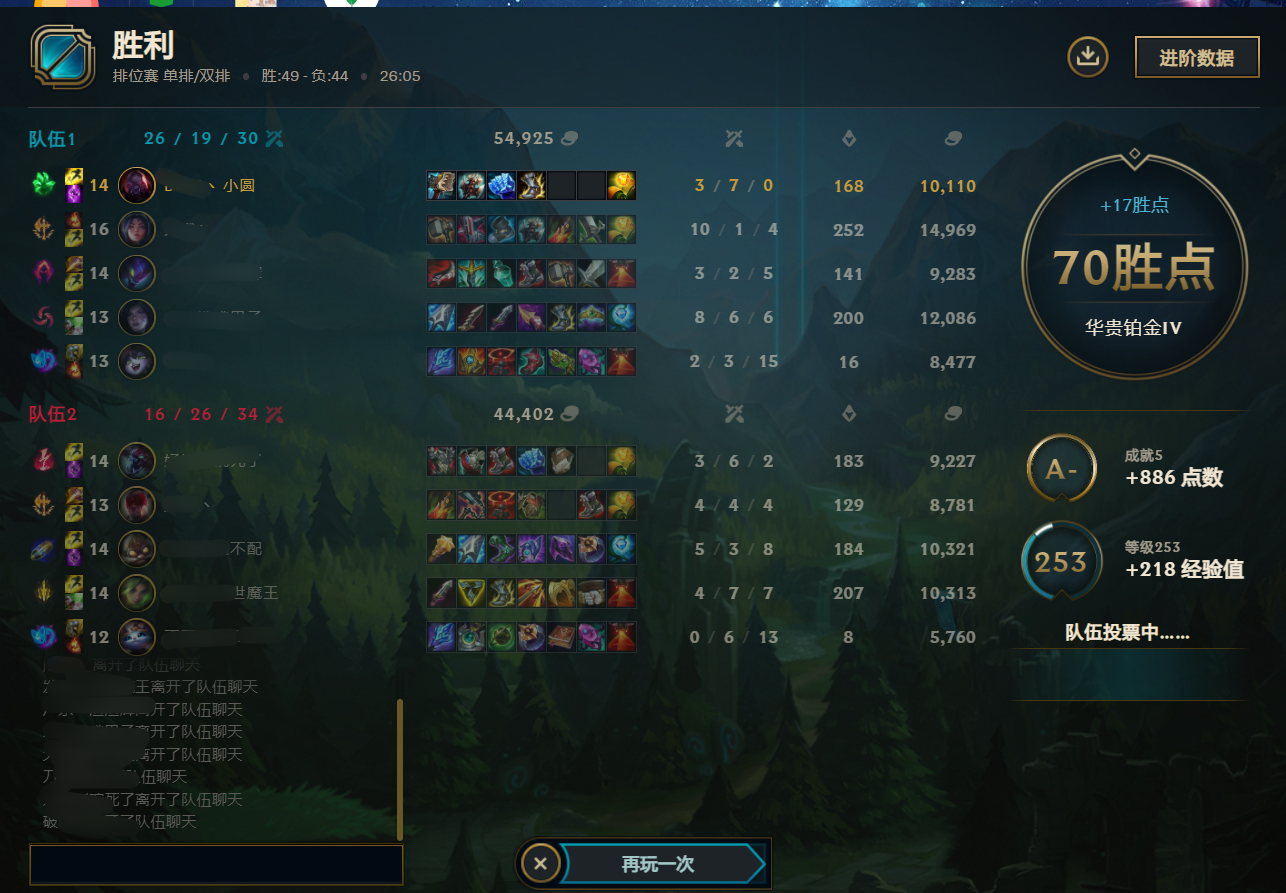 胜利
排位赛 单排/双排 • 胜:49 - 负:44 • 26:05
进阶数据
队伍1 26 / 19 / 30 54,925
14 小圆 3 / 7 / 0 168 10,110
16 10 / 1 / 4 252 14,969
14 3 / 2 / 5 141 9,283
13 8 / 6 / 6 200 12,086
13 2 / 3 / 15 16 8,477
队伍2 16 / 26 / 34 44,402
14 3 / 6 / 2 183 9,227
13 4 / 4 / 4 129 8,781
14 不配 5 / 3 / 8 184 10,321
14 世魔王 4 / 7 / 7 207 10,313
12 0 / 6 / 13 8 5,760
+17胜点
70胜点
华贵铂金IV
A-
成就5
+886 点数
253
等级253
+218 经验值
队伍投票中......
离开了队伍聊天
王离开了队伍聊天
离开了队伍聊天
离开了队伍聊天
离开了队伍聊天
队伍聊天
死了离开了队伍聊天
破 了队伍聊天
再玩一次